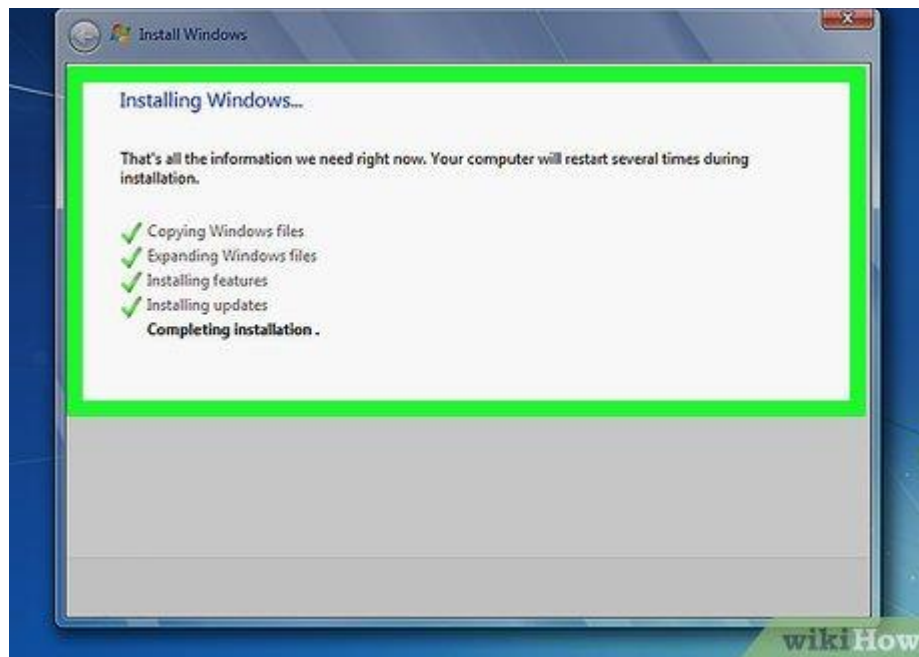 Install Windows
Installing Windows...
That's all the information we need right now. Your computer will restart several times during
installation.
Copying Windows files
Expanding Windows files
Installing features
Installing updates
Completing installation .
wikiHow